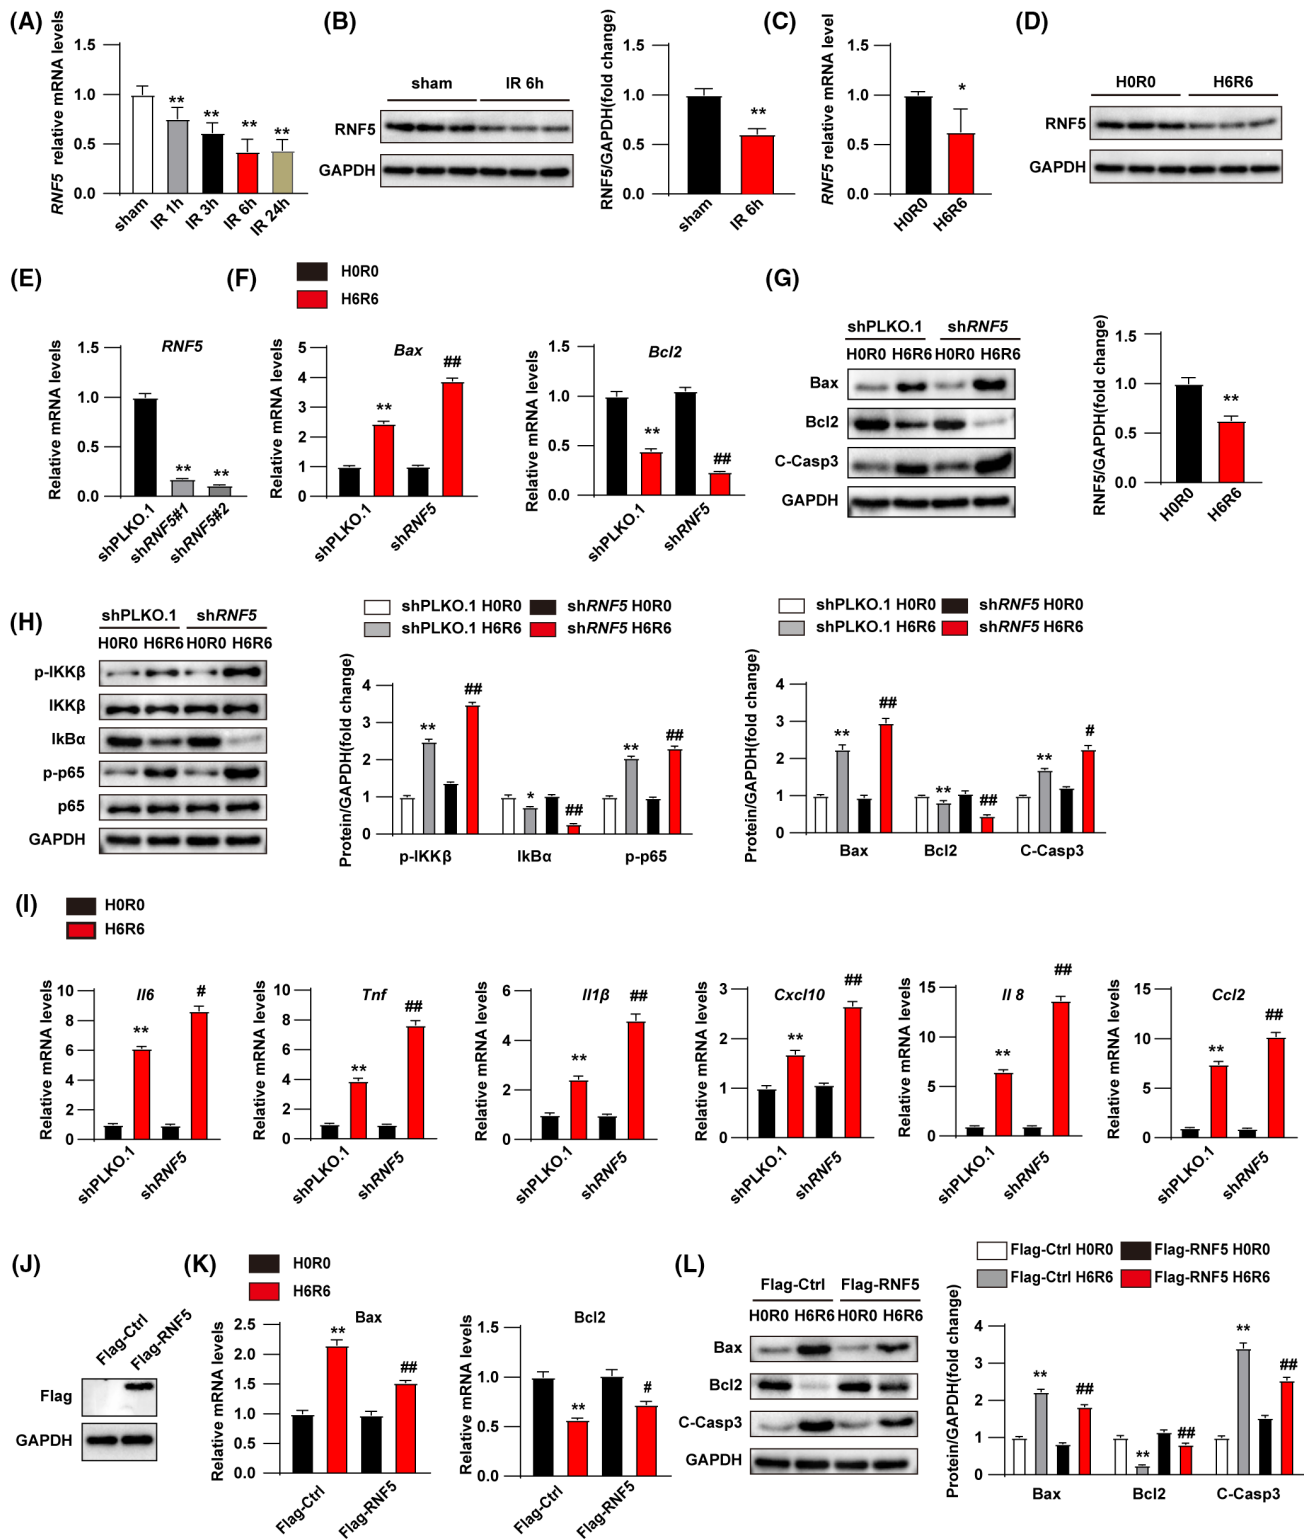 (A)
RNF5 relative mRNA levels
1.5
1.0
0.5
0.0
**
**
**
**
sham
IR 1h
IR 3h
IR 6h
IR 24h
(B)
sham
IR 6h
RNF5
GAPDH
RNF5/GAPDH(fold change)
1.5
1.0
0.5
0.0
**
sham
IR 6h
(C)
RNF5 relative mRNA level
1.5
1.0
0.5
0.0
*
H0R0
H6R6
(D)
H0R0
H6R6
RNF5
GAPDH
(E)
Relative mRNA levels
RNF5
1.5
1.0
0.5
0.0
**
**
shPLKO.1
shRNF5#1
shRNF5#2
(F)
H0R0
H6R6
Relative mRNA levels
Bax
5
4
3
2
1
0
**
##
shPLKO.1
shRNF5
Relative mRNA levels
Bcl2
1.5
1.0
0.5
0.0
**
##
shPLKO.1
shRNF5
(G)
shPLKO.1
shRNF5
H0R0 H6R6 H0R0 H6R6
Bax
Bcl2
C-Casp3
GAPDH
RNF5/GAPDH(fold change)
1.5
1.0
0.5
0.0
**
H0R0
H6R6
(H)
shPLKO.1
shRNF5
H0R0 H6R6 H0R0 H6R6
p-IKKβ
IKKβ
IkBα
p-p65
p65
GAPDH
shPLKO.1 H0R0
shRNF5 H0R0
shPLKO.1 H6R6
shRNF5 H6R6
Protein/GAPDH(fold change)
4
3
2
1
0
**
##
*
##
**
##
p-IKKβ
IkBα
p-p65
shPLKO.1 H0R0
shRNF5 H0R0
shPLKO.1 H6R6
shRNF5 H6R6
Protein/GAPDH(fold change)
4
3
2
1
0
**
##
**
##
**
#
Bax
Bcl2
C-Casp3
(I)
H0R0
H6R6
Relative mRNA levels
Il6
10
8
6
4
2
0
**
#
shPLKO.1
shRNF5
Relative mRNA levels
Tnf
10
8
6
4
2
0
**
##
shPLKO.1
shRNF5
Relative mRNA levels
Il1β
6
4
2
0
**
##
shPLKO.1
shRNF5
Relative mRNA levels
Cxcl10
3
2
1
0
**
##
shPLKO.1
shRNF5
Relative mRNA levels
Il 8
15
10
5
0
**
##
shPLKO.1
shRNF5
Relative mRNA levels
Ccl2
15
10
5
0
**
##
shPLKO.1
shRNF5
(J)
Flag-Ctrl
Flag-RNF5
Flag
GAPDH
(K)
H0R0
H6R6
Relative mRNA levels
Bax
2.5
2.0
1.5
1.0
0.5
0.0
**
##
Flag-Ctrl
Flag-RNF5
Relative mRNA levels
Bcl2
1.5
1.0
0.5
0.0
**
#
Flag-Ctrl
Flag-RNF5
(L)
Flag-Ctrl
Flag-RNF5
H0R0 H6R6 H0R0 H6R6
Bax
Bcl2
C-Casp3
GAPDH
Flag-Ctrl H0R0
Flag-RNF5 H0R0
Flag-Ctrl H6R6
Flag-RNF5 H6R6
Protein/GAPDH(fold change)
4
3
2
1
0
**
##
**
##
**
##
Bax
Bcl2
C-Casp3